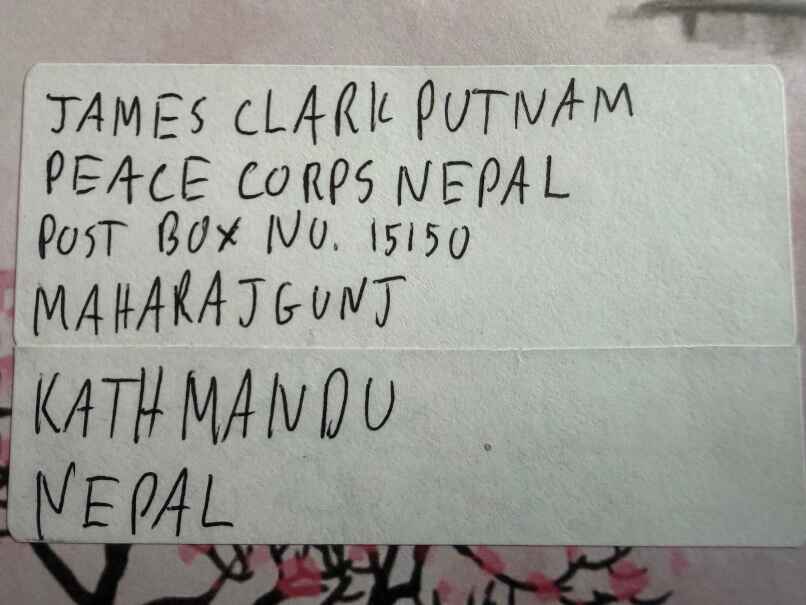 JAMES CLARK PUTNAM
PEACE CORPS NEPAL
POST BOX NO. 15150
MAHARAJGUNJ
KATHMANDU
NEPAL